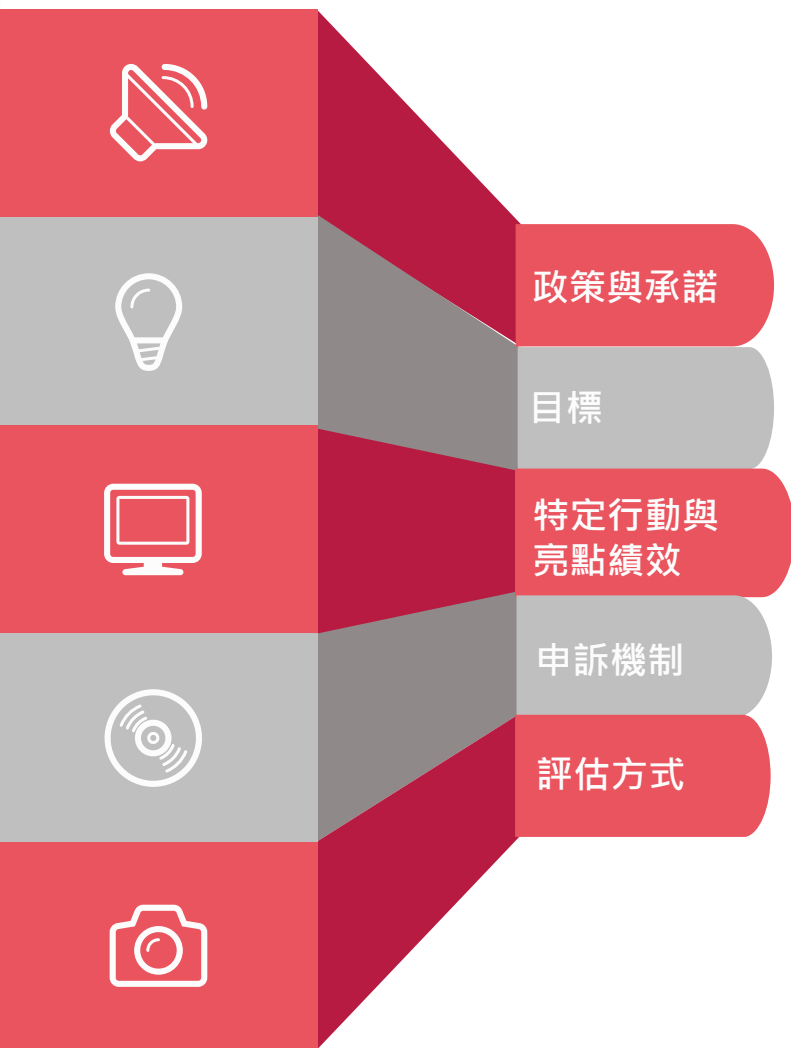 政策與承諾
目標
特定行動與
亮點績效
申訴機制
評估方式